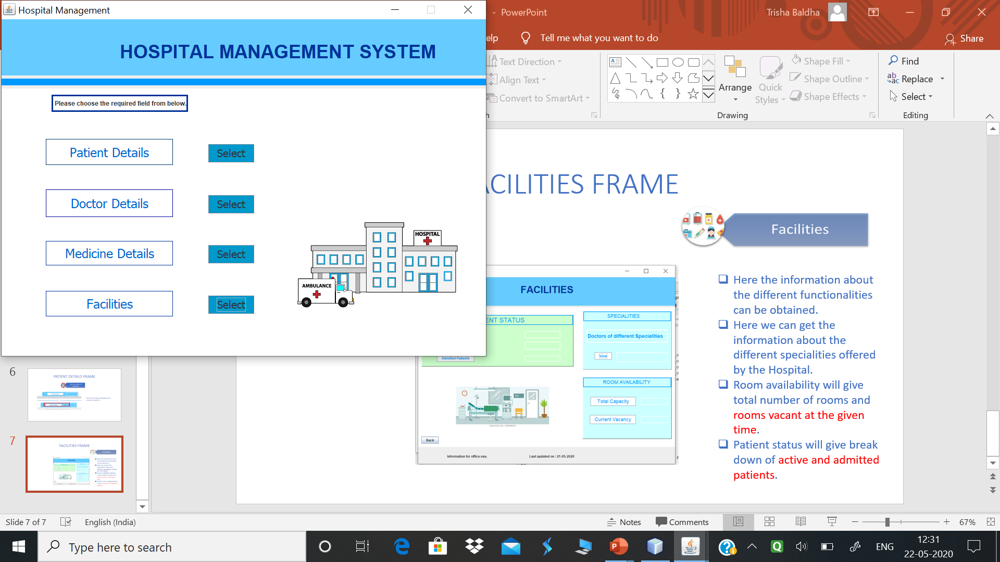 Hospital Management
HOSPITAL MANAGEMENT SYSTEM
Please choose the required field from below.
Patient Details
Select
Doctor Details
Select
Medicine Details
Select
Facilities
Select
HOSPITAL
AMBULANCE
- PowerPoint
Trisha Baldha
elp
Tell me what you want to do
Share
Text Direction
Align Text
Convert to SmartArt
Arrange
Quick
Styles
Shape Fill
Shape Outline
Shape Effects
Drawing
Find
Replace
Select
Editing
ACILITIES FRAME
Facilities
FACILITIES
ENT STATUS
Admitted Patients
SPECIALITIES
Doctors of different Specialities
View
ROOM AVAILABILITY
Total Capacity
Current Vacancy
Back
Information for office use.
Last updated on : 21-05-2020
Here the information about
the different functionalities
can be obtained.
Here we can get the
information about the
different specialities offered
by the Hospital.
Room availability will give
total number of rooms and
rooms vacant at the given
time.
Patient status will give break
down of active and admitted
patients.
6
PATIENT DETAILS FRAME
7
FACILITIES FRAME
Slide 7 of 7
English (India)
Notes
Comments
67%
Type here to search
ENG
12:31
22-05-2020